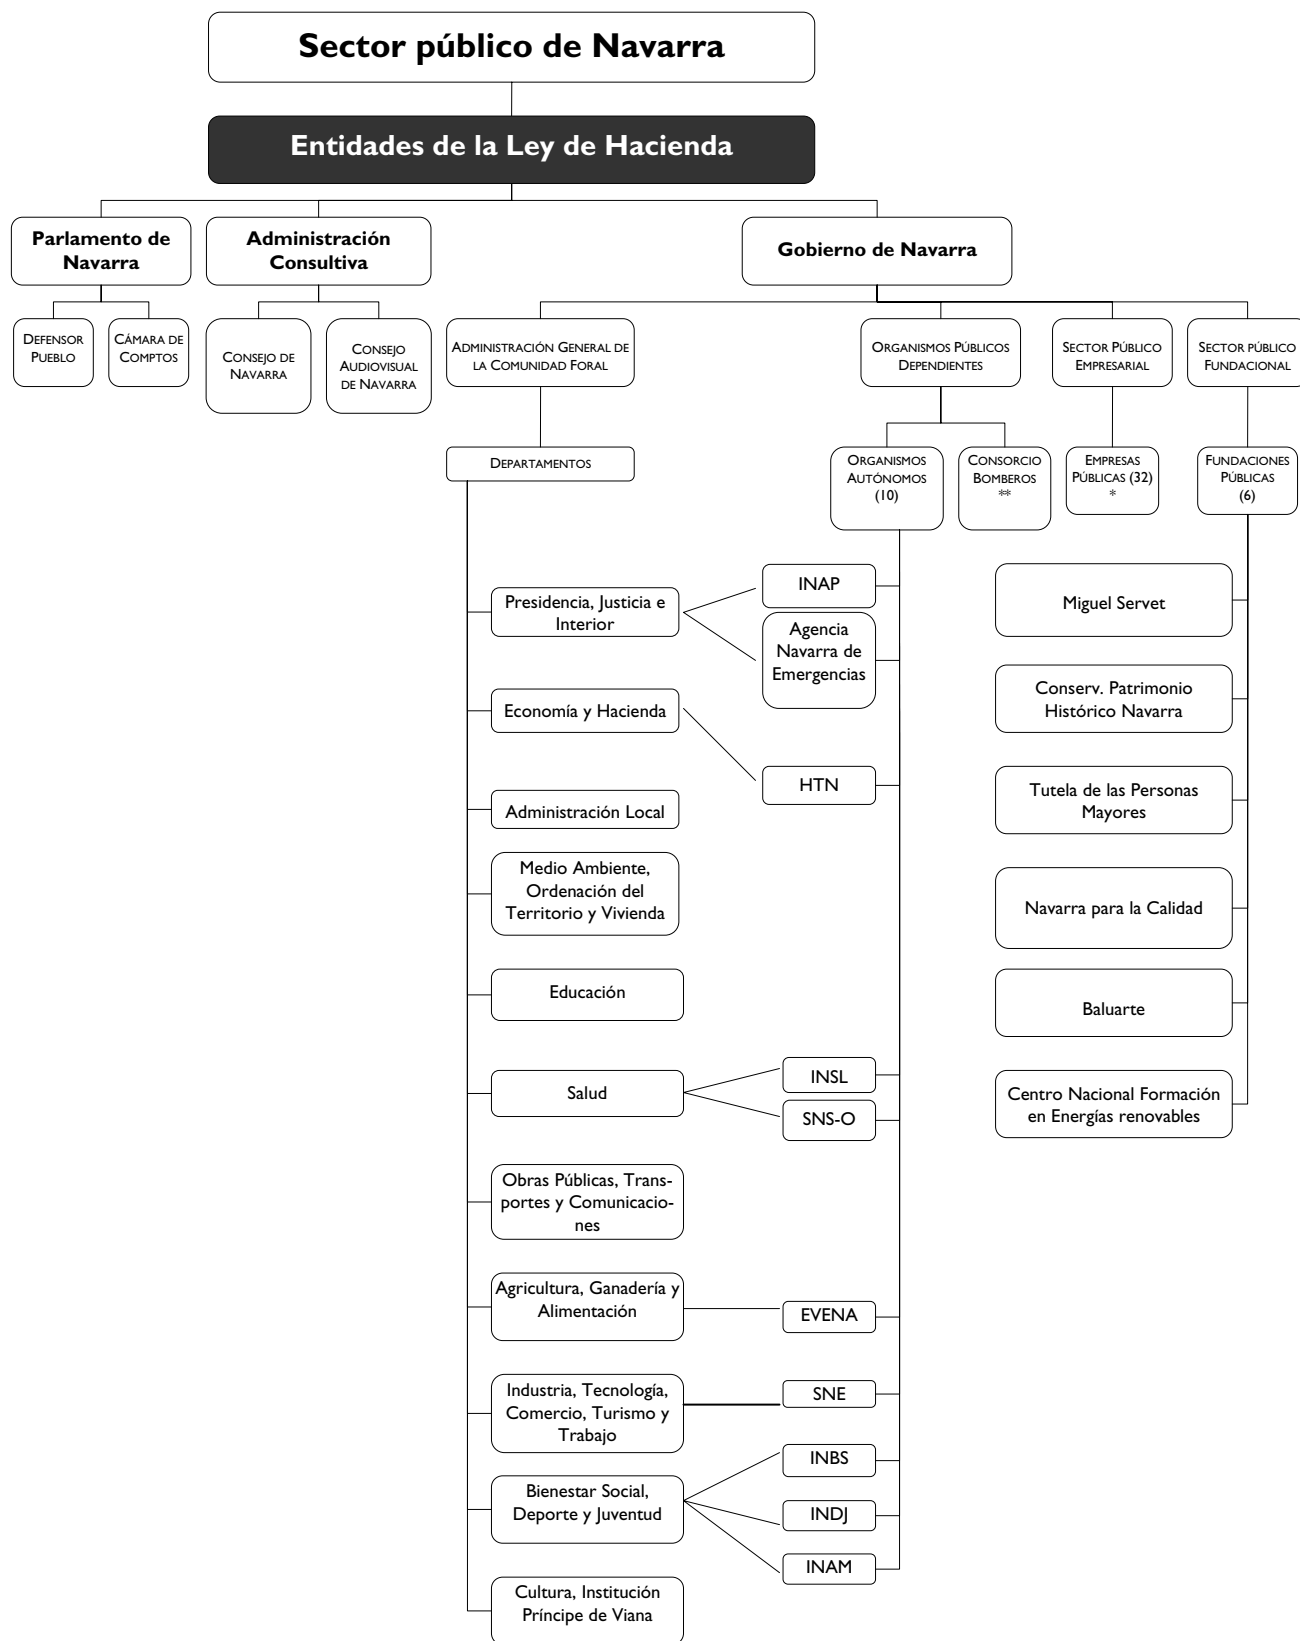 Sector público de Navarra
Entidades de la Ley de Hacienda
Parlamento de
Navarra
Administración
Consultiva
Gobierno de Navarra
DEFENSOR
PUEBLO
CÁMARA DE
COMPTOS
CONSEJO DE
NAVARRA
CONSEJO
AUDIOVISUAL
DE NAVARRA
ADMINISTRACIÓN GENERAL DE
LA COMUNIDAD FORAL
ORGANISMOS PÚBLICOS
DEPENDIENTES
SECTOR PÚBLICO
EMPRESARIAL
SECTOR PÚBLICO
FUNDACIONAL
DEPARTAMENTOS
ORGANISMOS
AUTÓNOMOS
(10)
CONSORCIO
BOMBEROS
**
EMPRESAS
PÚBLICAS (32)
*
FUNDACIONES
PÚBLICAS
(6)
Presidencia, Justicia e
Interior
INAP
Agencia
Navarra de
Emergencias
Miguel Servet
Economía y Hacienda
HTN
Conserv. Patrimonio
Histórico Navarra
Administración Local
Tutela de las Personas
Mayores
Medio Ambiente,
Ordenación del
Territorio y Vivienda
Navarra para la Calidad
Educación
Baluarte
Salud
INSL
SNS-O
Centro Nacional Formación
en Energías renovables
Obras Públicas, Trans-
portes y Comunicacio-
nes
Agricultura, Ganadería y
Alimentación
EVENA
Industria, Tecnología,
Comercio, Turismo y
Trabajo
SNE
Bienestar Social,
Deporte y Juventud
INBS
INDJ
INAM
Cultura, Institución
Príncipe de Viana